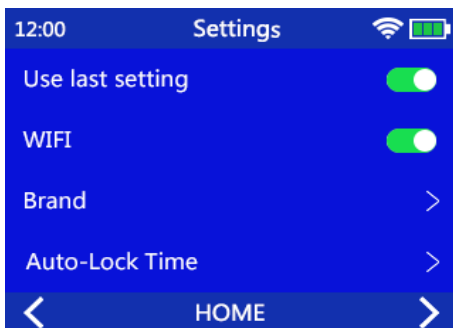 12:00 Settings
Use last setting
WIFI
Brand
Auto-Lock Time
HOME